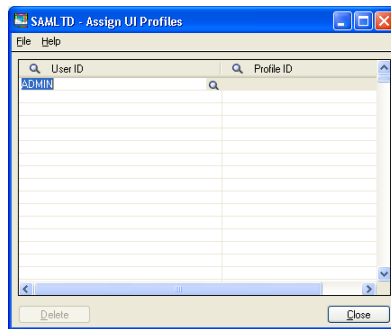 SAMLTD - Assign UI Profiles
File Help
User ID Profile ID
ADMIN
Delete Close